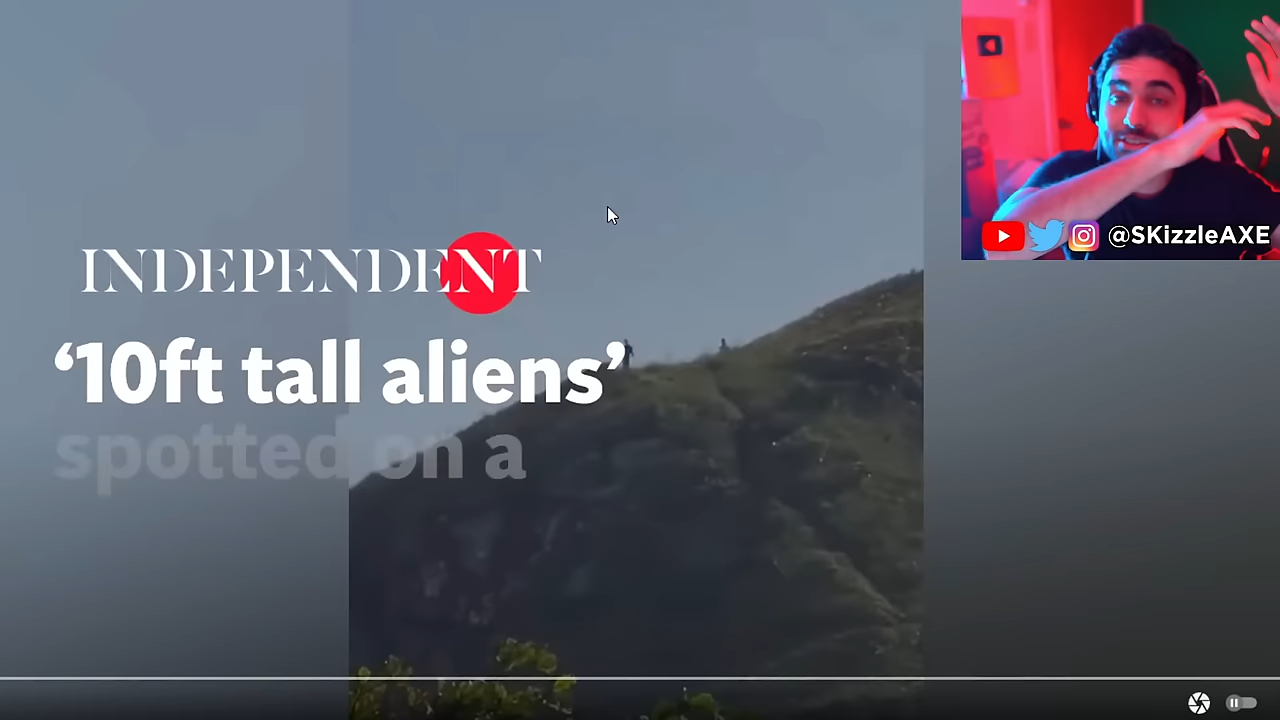 INDEPENDENT
‘10ft tall aliens’
spotted on a
@SKizzleAXE